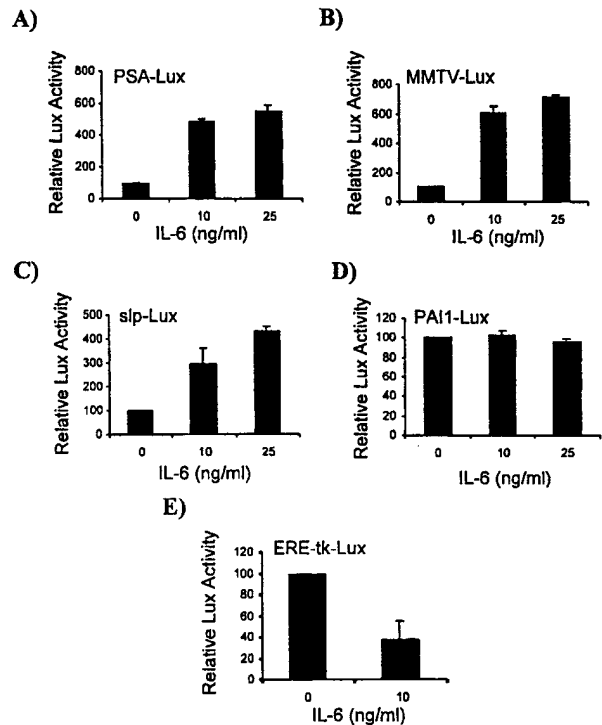 A)
PSA-Lux
Relative Lux Activity
800
600
400
200
0
0 10 25
IL-6 (ng/ml)
B)
MMTV-Lux
Relative Lux Activity
800
600
400
200
0
0 10 25
IL-6 (ng/ml)
C)
slp-Lux
Relative Lux Activity
500
400
300
200
100
0
0 10 25
IL-6 (ng/ml)
D)
PAI1-Lux
Relative Lux Activity
120
100
80
60
40
20
0
0 10 25
IL-6 (ng/ml)
E)
ERE-tk-Lux
Relative Lux Activity
120
100
80
60
40
20
0
0 10
IL-6 (ng/ml)